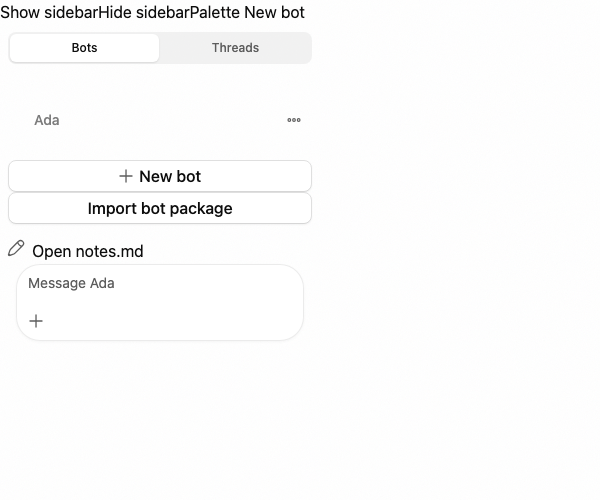 Show sidebarHide sidebarPalette New bot
Bots Threads
Ada
New bot
Import bot package
Open notes.md
Message Ada